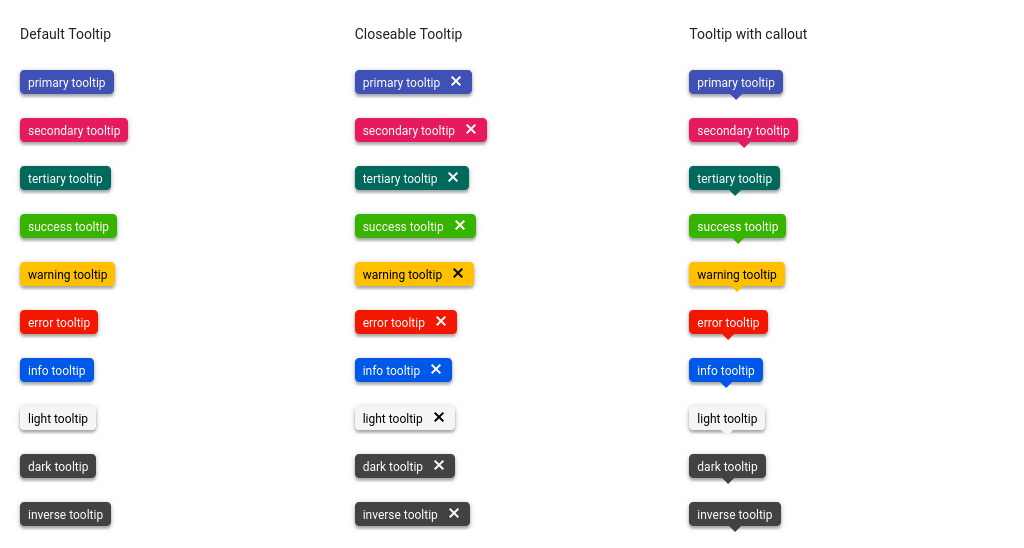 Default Tooltip
Closeable Tooltip
Tooltip with callout
primary tooltip
primary tooltip ✕
primary tooltip
secondary tooltip
secondary tooltip ✕
secondary tooltip
tertiary tooltip
tertiary tooltip ✕
tertiary tooltip
success tooltip
success tooltip ✕
success tooltip
warning tooltip
warning tooltip ✕
warning tooltip
error tooltip
error tooltip ✕
error tooltip
info tooltip
info tooltip ✕
info tooltip
light tooltip
light tooltip ✕
light tooltip
dark tooltip
dark tooltip ✕
dark tooltip
inverse tooltip
inverse tooltip ✕
inverse tooltip